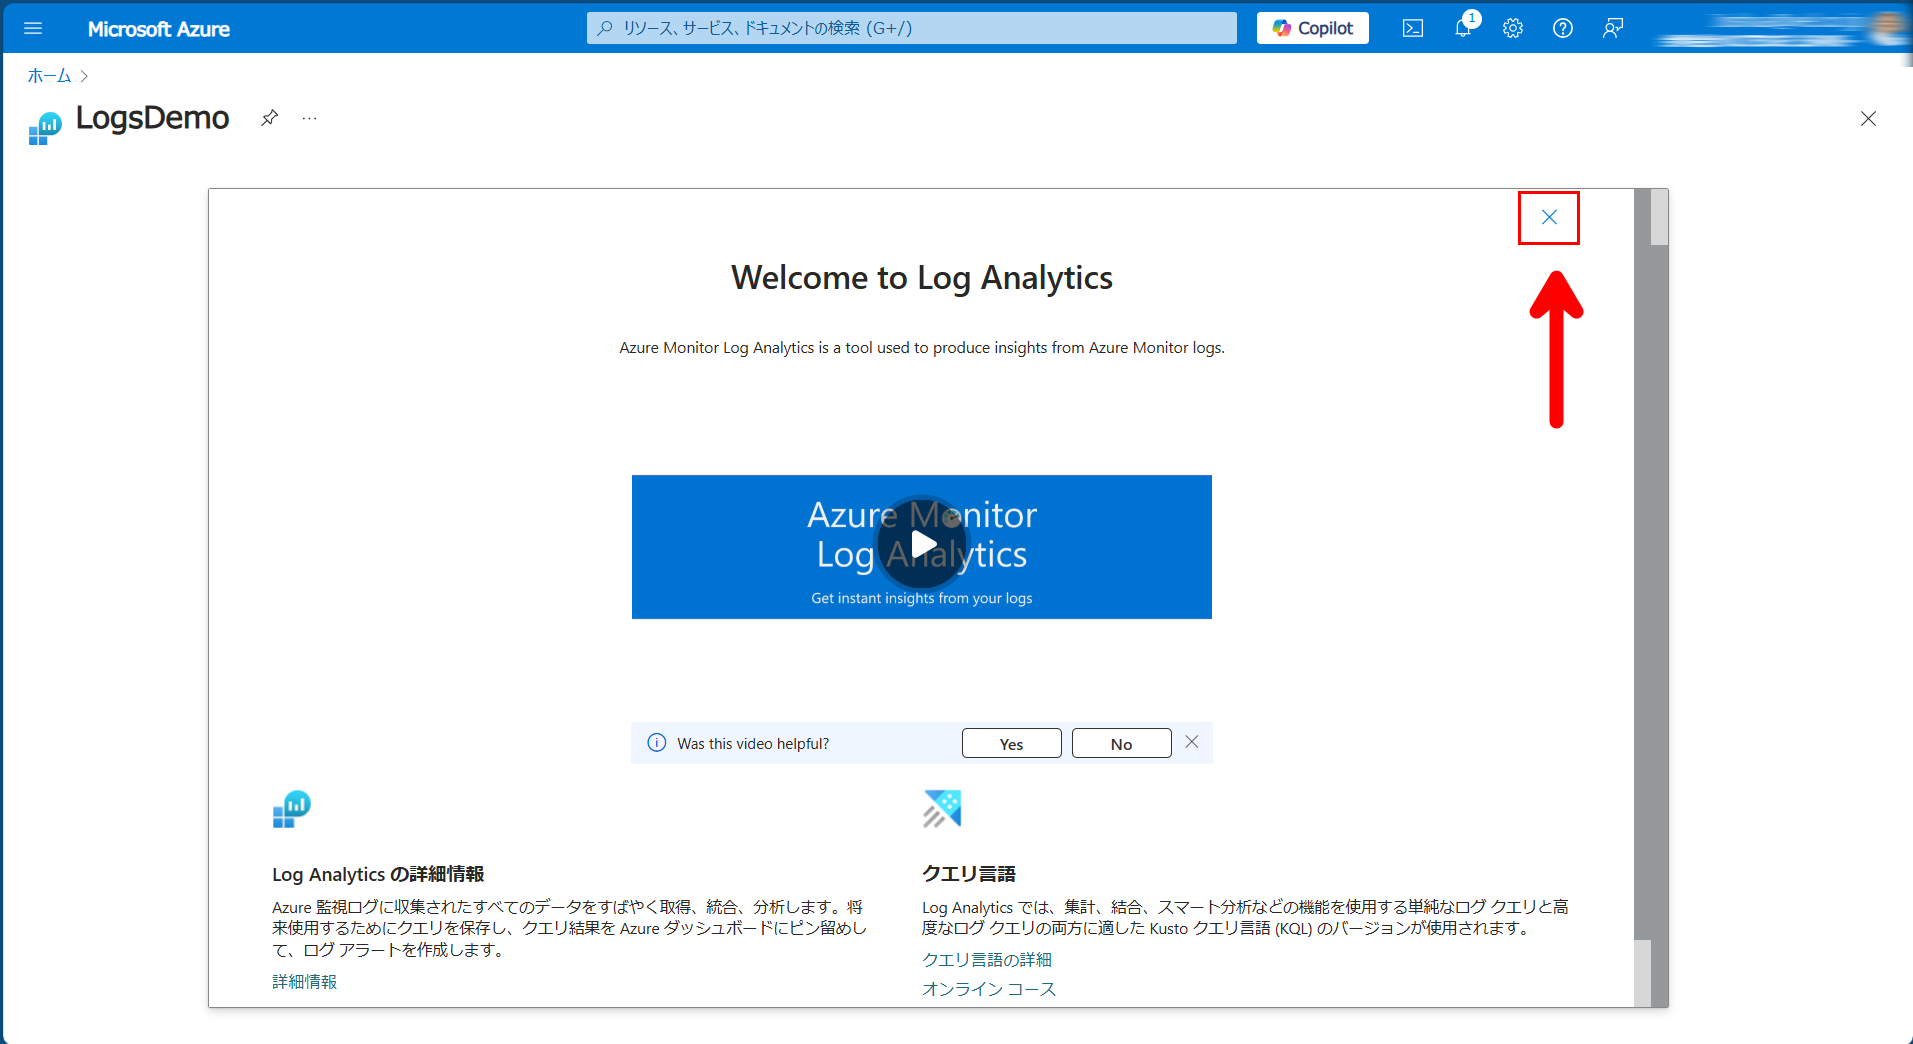 Microsoft Azure
リソース、サービス、ドキュメントの検索 (G+/)
Copilot
1
ホーム
LogsDemo
Welcome to Log Analytics
Azure Monitor Log Analytics is a tool used to produce insights from Azure Monitor logs.
Azure Monitor
Log Analytics
Get instant insights from your logs
Was this video helpful?
Yes
No
Log Analytics の詳細情報
Azure 監視ログに収集されたすべてのデータをすばやく取得、統合、分析します。将
来使用するためにクエリを保存し、クエリ結果を Azure ダッシュボードにピン留めし
て、ログ アラートを作成します。
詳細情報
クエリ言語
Log Analytics では、集計、結合、スマート分析などの機能を使用する単純なログ クエリと高
度なログ クエリの両方に適した Kusto クエリ言語 (KQL) のバージョンが使用されます。
クエリ言語の詳細
オンライン コース